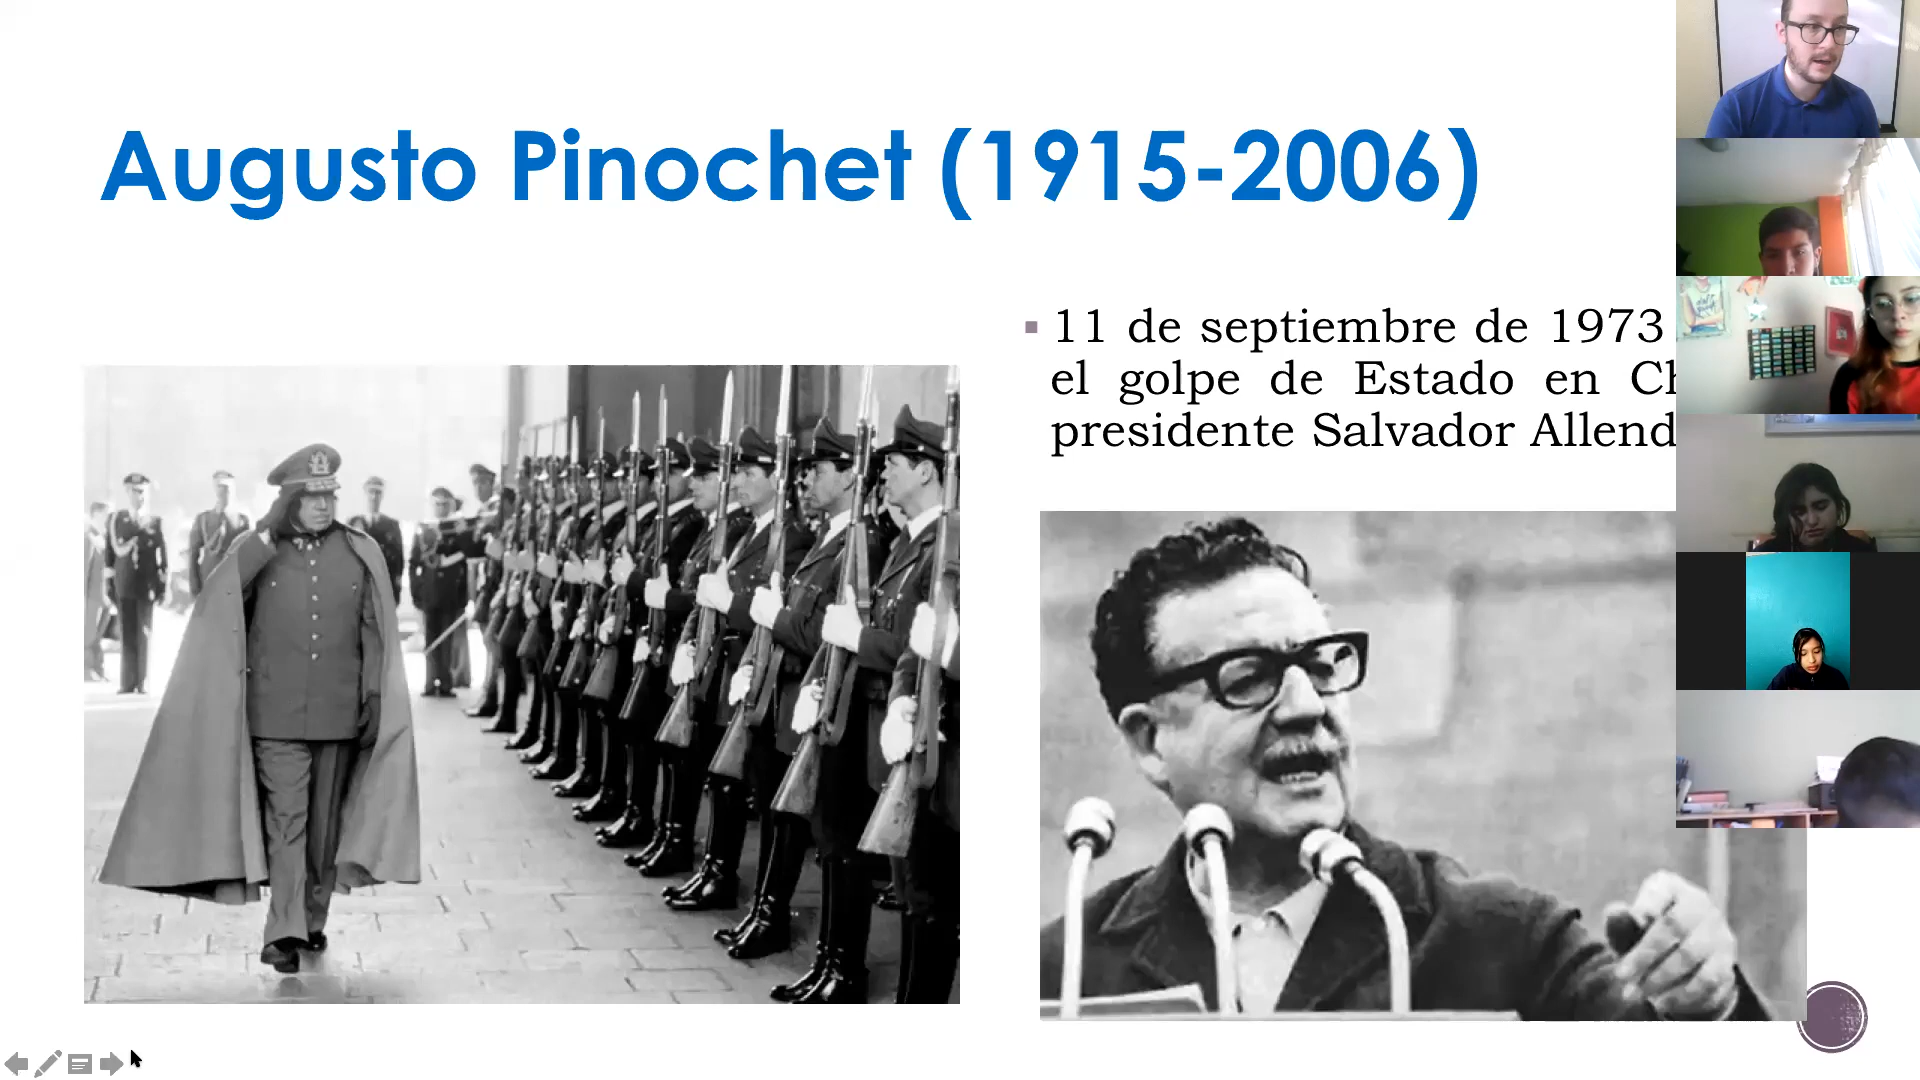 Augusto Pinochet (1915-2006)
11 de septiembre de 1973
el golpe de Estado en
presidente Salvador